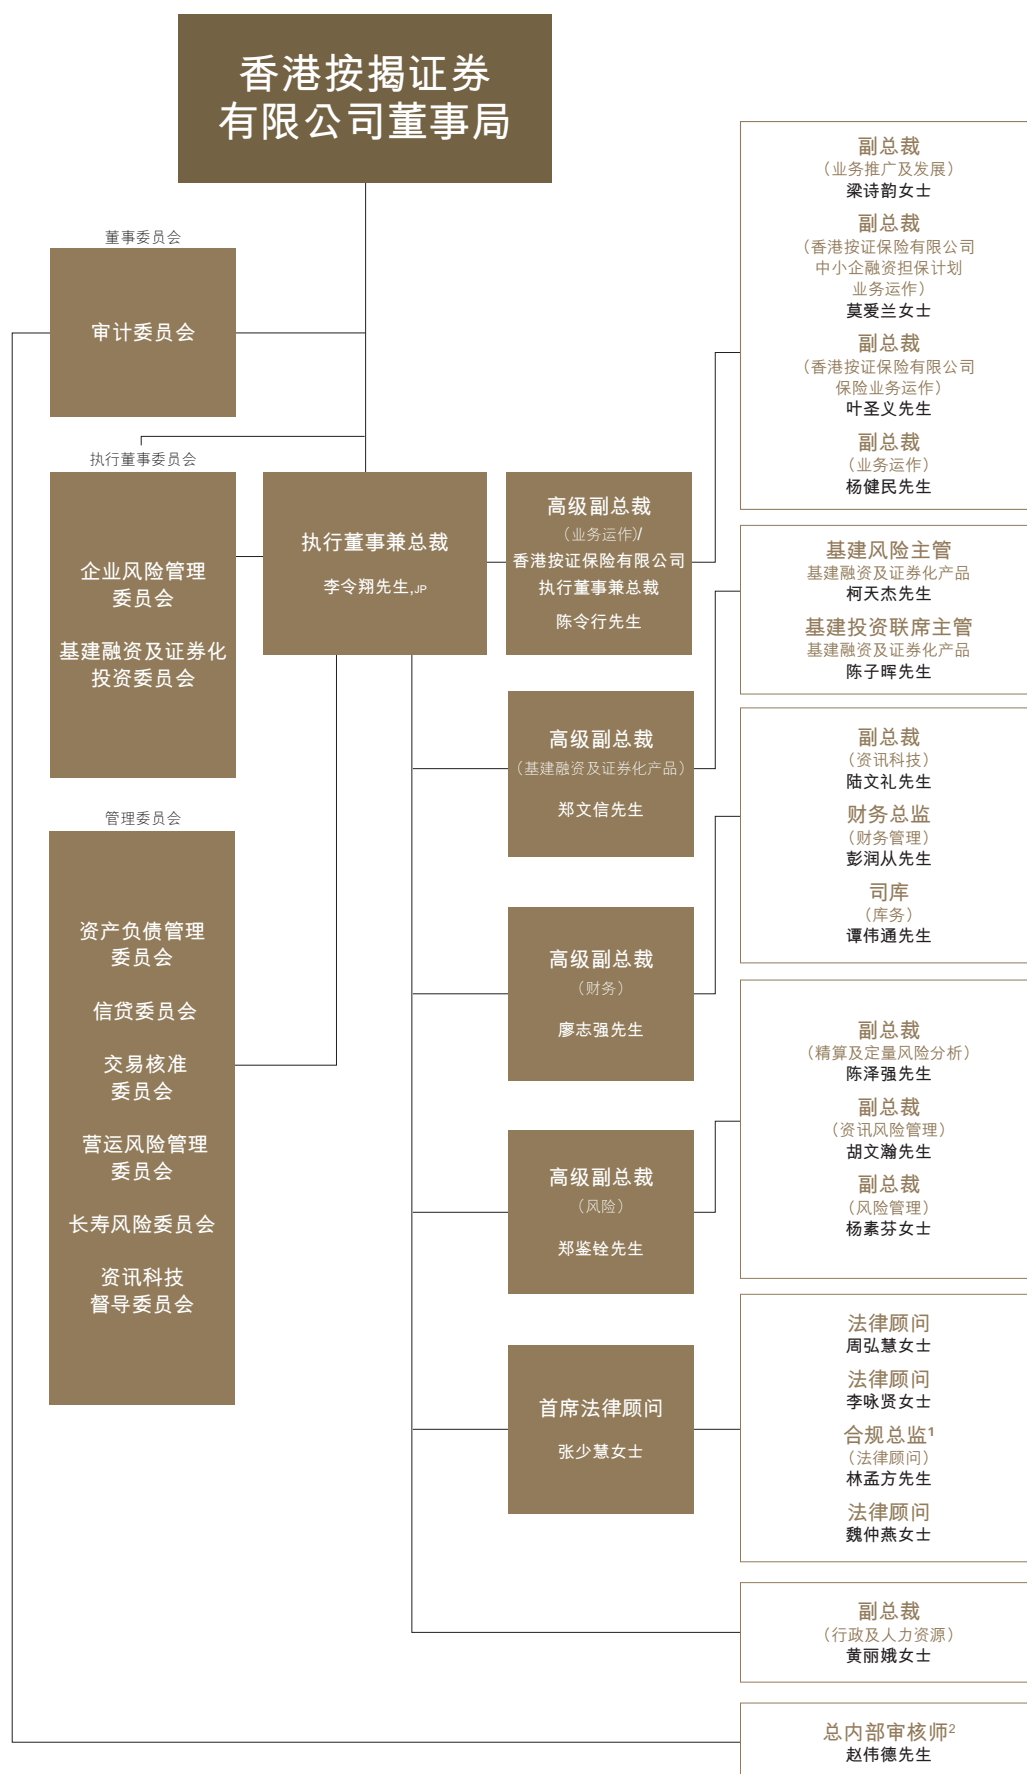 香港按揭证券
有限公司董事局
董事委员会
审计委员会
执行董事委员会
企业风险管理
委员会
基建融资及证券化
投资委员会
管理委员会
资产负债管理
委员会
信贷委员会
交易核准
委员会
营运风险管理
委员会
长寿风险委员会
资讯科技
督导委员会
执行董事兼总裁
李令翔先生,JP
高级副总裁
（业务运作）/
香港按证保险有限公司
执行董事兼总裁
陈令行先生
高级副总裁
（基建融资及证券化产品）
郑文信先生
高级副总裁
（财务）
廖志强先生
高级副总裁
（风险）
郑鉴铨先生
首席法律顾问
张少慧女士
副总裁
（业务推广及发展）
梁诗韵女士
副总裁
（香港按证保险有限公司
中小企融资担保计划
业务运作）
莫爱兰女士
副总裁
（香港按证保险有限公司
保险业务运作）
叶圣义先生
副总裁
（业务运作）
杨健民先生
基建风险主管
基建融资及证券化产品
柯天杰先生
基建投资联席主管
基建融资及证券化产品
陈子晖先生
副总裁
（资讯科技）
陆文礼先生
财务总监
（财务管理）
彭润从先生
司库
（库务）
谭伟通先生
副总裁
（精算及定量风险分析）
陈泽强先生
副总裁
（资讯风险管理）
胡文瀚先生
副总裁
（风险管理）
杨素芬女士
法律顾问
周弘慧女士
法律顾问
李咏贤女士
合规总监¹
（法律顾问）
林孟方先生
法律顾问
魏仲燕女士
副总裁
（行政及人力资源）
黄丽娥女士
总内部审核师²
赵伟德先生